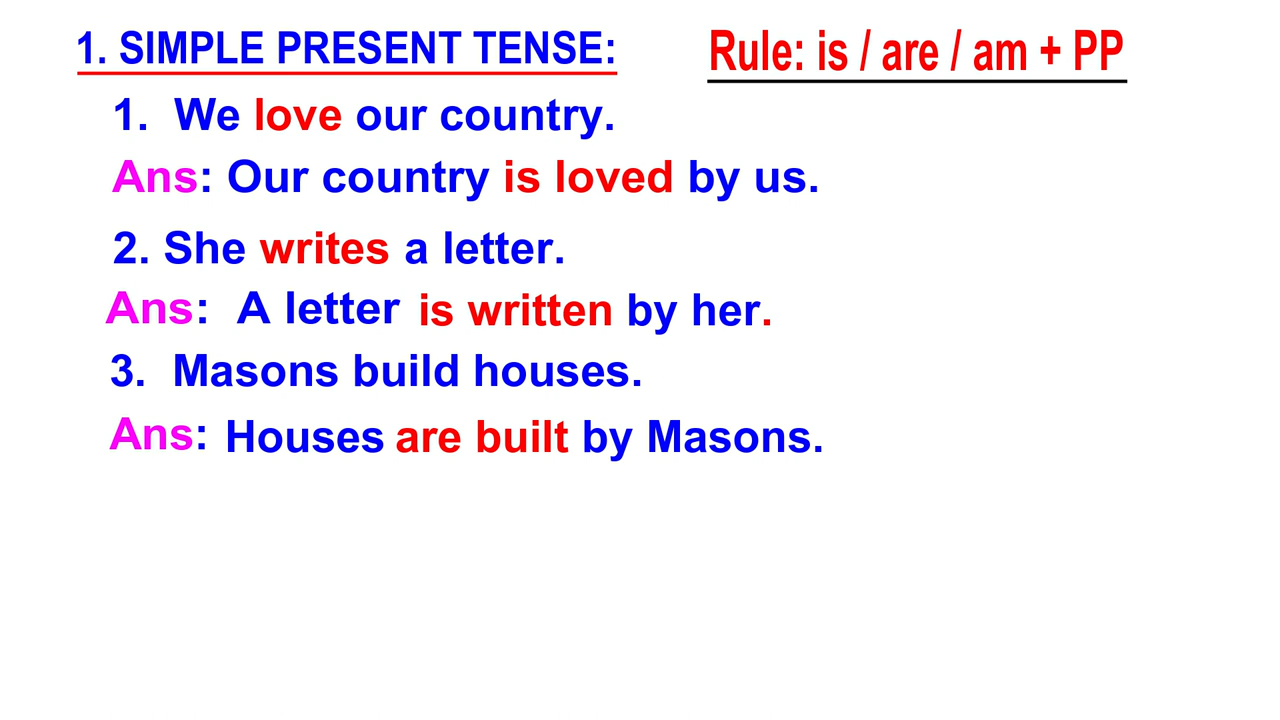 1. SIMPLE PRESENT TENSE: Rule: is / are / am + PP
1. We love our country.
Ans: Our country is loved by us.
2. She writes a letter.
Ans: A letter is written by her.
3. Masons build houses.
Ans: Houses are built by Masons.